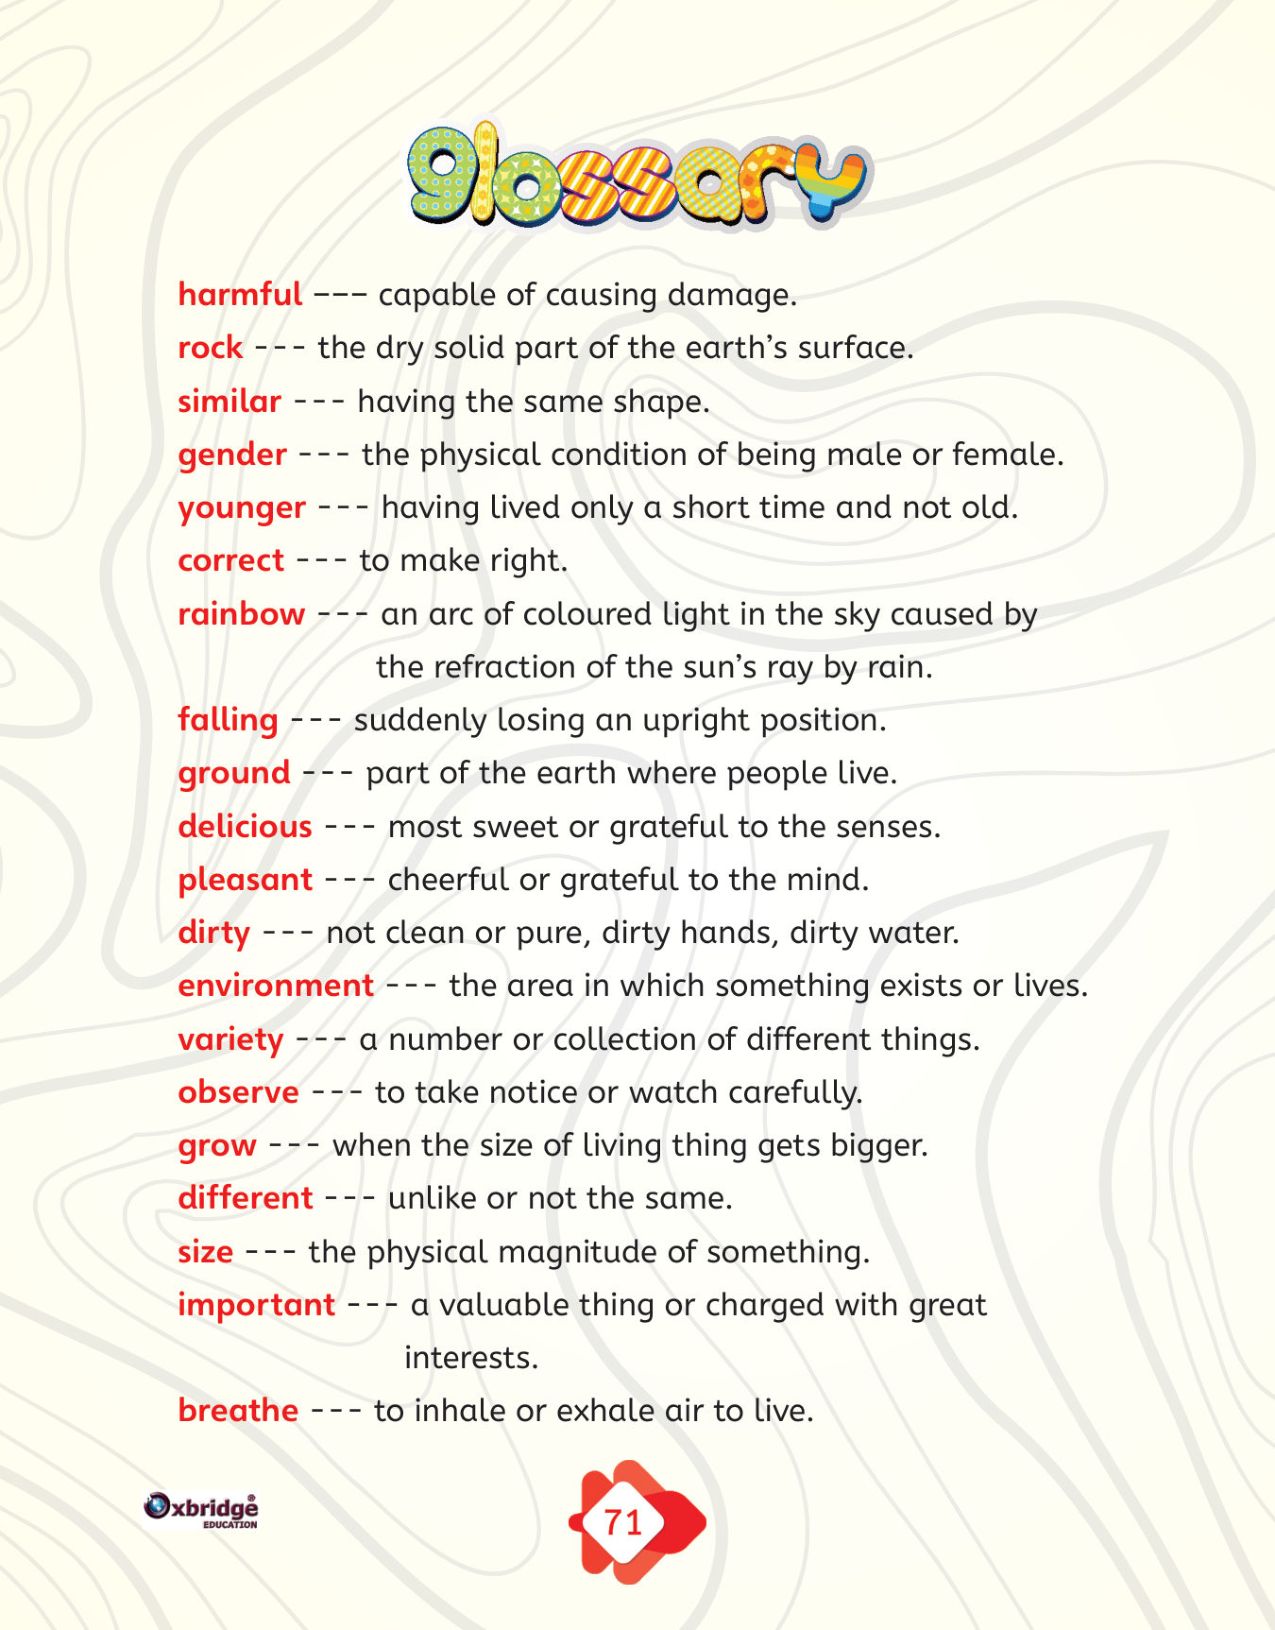 glossary
harmful ––– capable of causing damage.
rock --- the dry solid part of the earth’s surface.
similar --- having the same shape.
gender --- the physical condition of being male or female.
younger --- having lived only a short time and not old.
correct --- to make right.
rainbow --- an arc of coloured light in the sky caused by
the refraction of the sun’s ray by rain.
falling --- suddenly losing an upright position.
ground --- part of the earth where people live.
delicious --- most sweet or grateful to the senses.
pleasant --- cheerful or grateful to the mind.
dirty --- not clean or pure, dirty hands, dirty water.
environment --- the area in which something exists or lives.
variety --- a number or collection of different things.
observe --- to take notice or watch carefully.
grow --- when the size of living thing gets bigger.
different --- unlike or not the same.
size --- the physical magnitude of something.
important --- a valuable thing or charged with great
interests.
breathe --- to inhale or exhale air to live.
Oxbridge®
EDUCATION
71